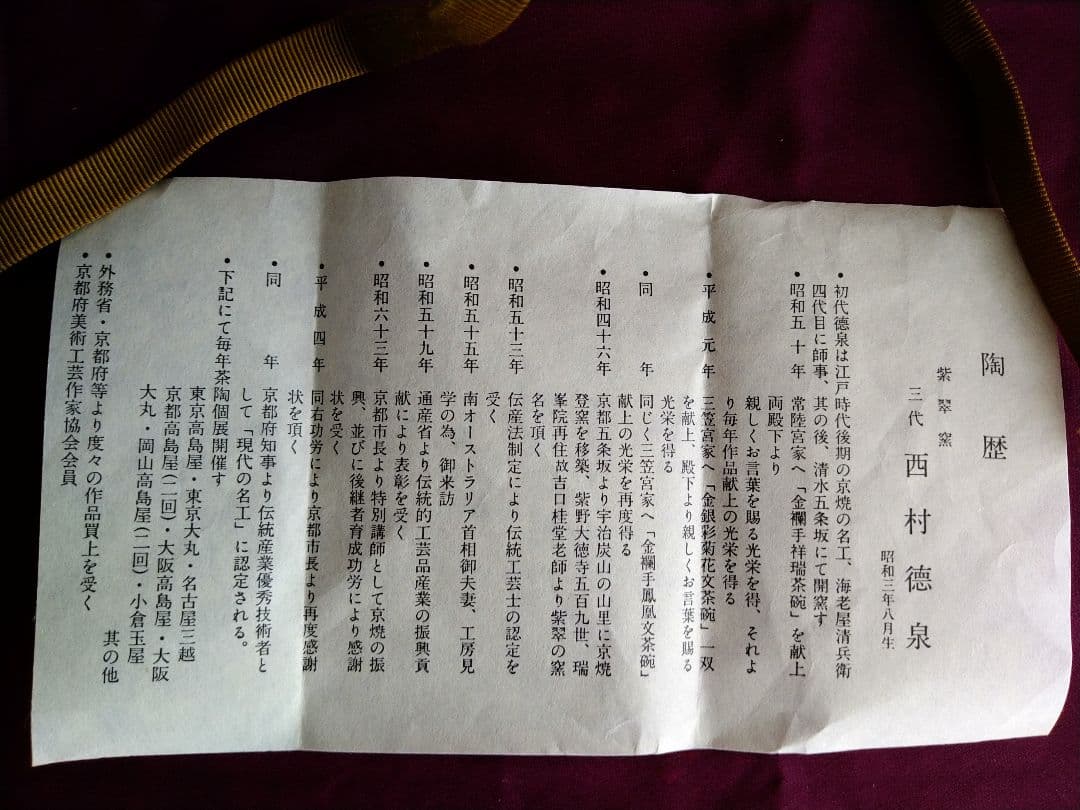 陶歴
紫翠窯
三代 西村徳泉
昭和三年八月生
・初代徳泉は江戸時代後期の京焼の名工、海老屋清兵衛
四代目に師事、其の後、清水五条坂にて開窯す
・昭和五十年 常陸宮家へ「金襴手祥瑞茶碗」を献上
両殿下より
親しくお言葉を賜る光栄を得、それよ
り毎年作品献上の光栄を得る
・平成元年 三笠宮家へ「金銀彩菊花文茶碗」一双
を献上、殿下より親しくお言葉を賜る
光栄を得る
・同年 同じく三笠宮家へ「金襴手鳳凰文茶碗」
献上の光栄を再度得る
・昭和四十六年 京都五条坂より宇治炭山の山里に京焼
登窯を移築、紫野大徳寺五百九世、瑞
峯院再住故吉口桂堂老師より紫翠の窯
名を頂く
・昭和五十三年 伝産法制定により伝統工芸士の認定を
受く
・昭和五十五年 南オーストラリア首相御夫妻、工房見
学の為、御来訪
・昭和五十九年 通産省より伝統的工芸品産業の振興貢
献により表彰を受く
・昭和六十三年 京都市長より特別講師として京焼の振
興、並びに後継者育成功労により感謝
状を受く
・平成四年 同右功労により京都市長より再度感謝
状を頂く
・同年 京都府知事より伝統産業優秀技術者と
して「現代の名工」に認定される。
・下記にて毎年茶陶個展開催す
東京高島屋・東京大丸・名古屋三越
京都高島屋(二回)・大阪高島屋・大阪
大丸・岡山高島屋(二回)・小倉玉屋
其の他
・外務省・京都府等より度々の作品買上を受く
・京都府美術工芸作家協会会員